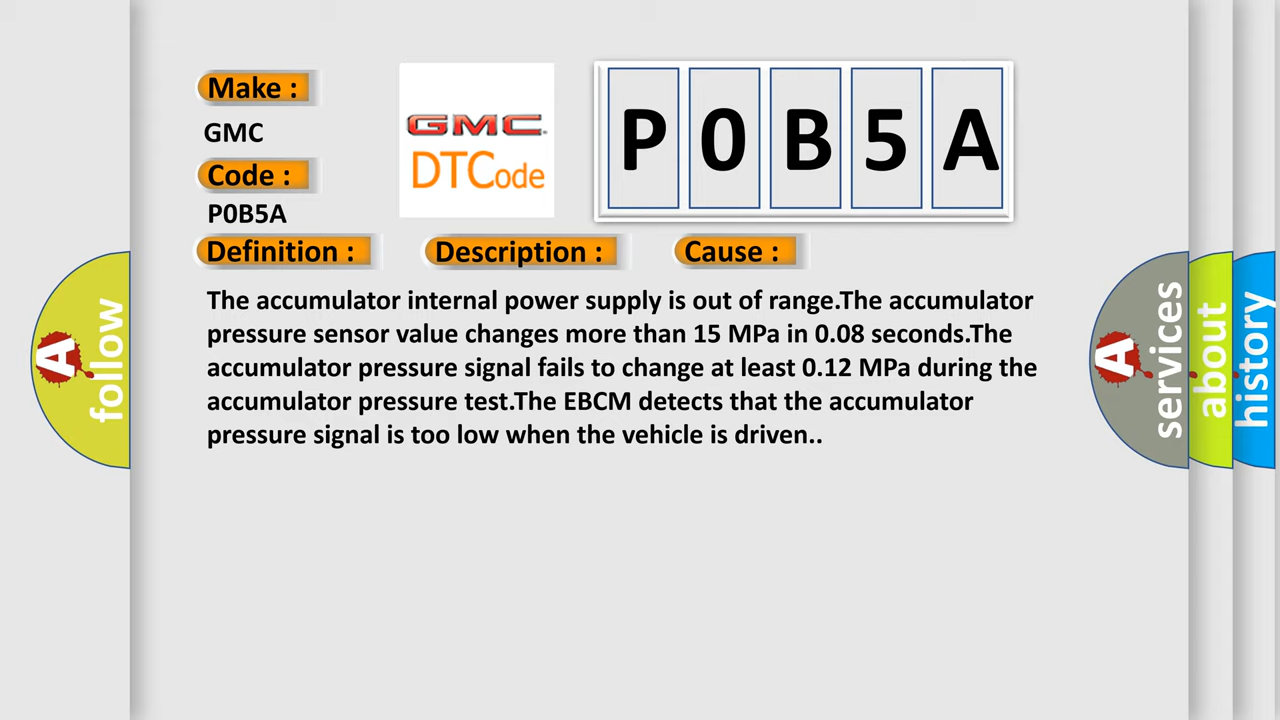 Make :
GMC
Code :
P0B5A
GMC
DTCode
P0B5A
Definition :
Description :
Cause :
The accumulator internal power supply is out of range.The accumulator
pressure sensor value changes more than 15 MPa in 0.08 seconds.The
accumulator pressure signal fails to change at least 0.12 MPa during the
accumulator pressure test.The EBCM detects that the accumulator
pressure signal is too low when the vehicle is driven..
A
follow
A
services
about
history